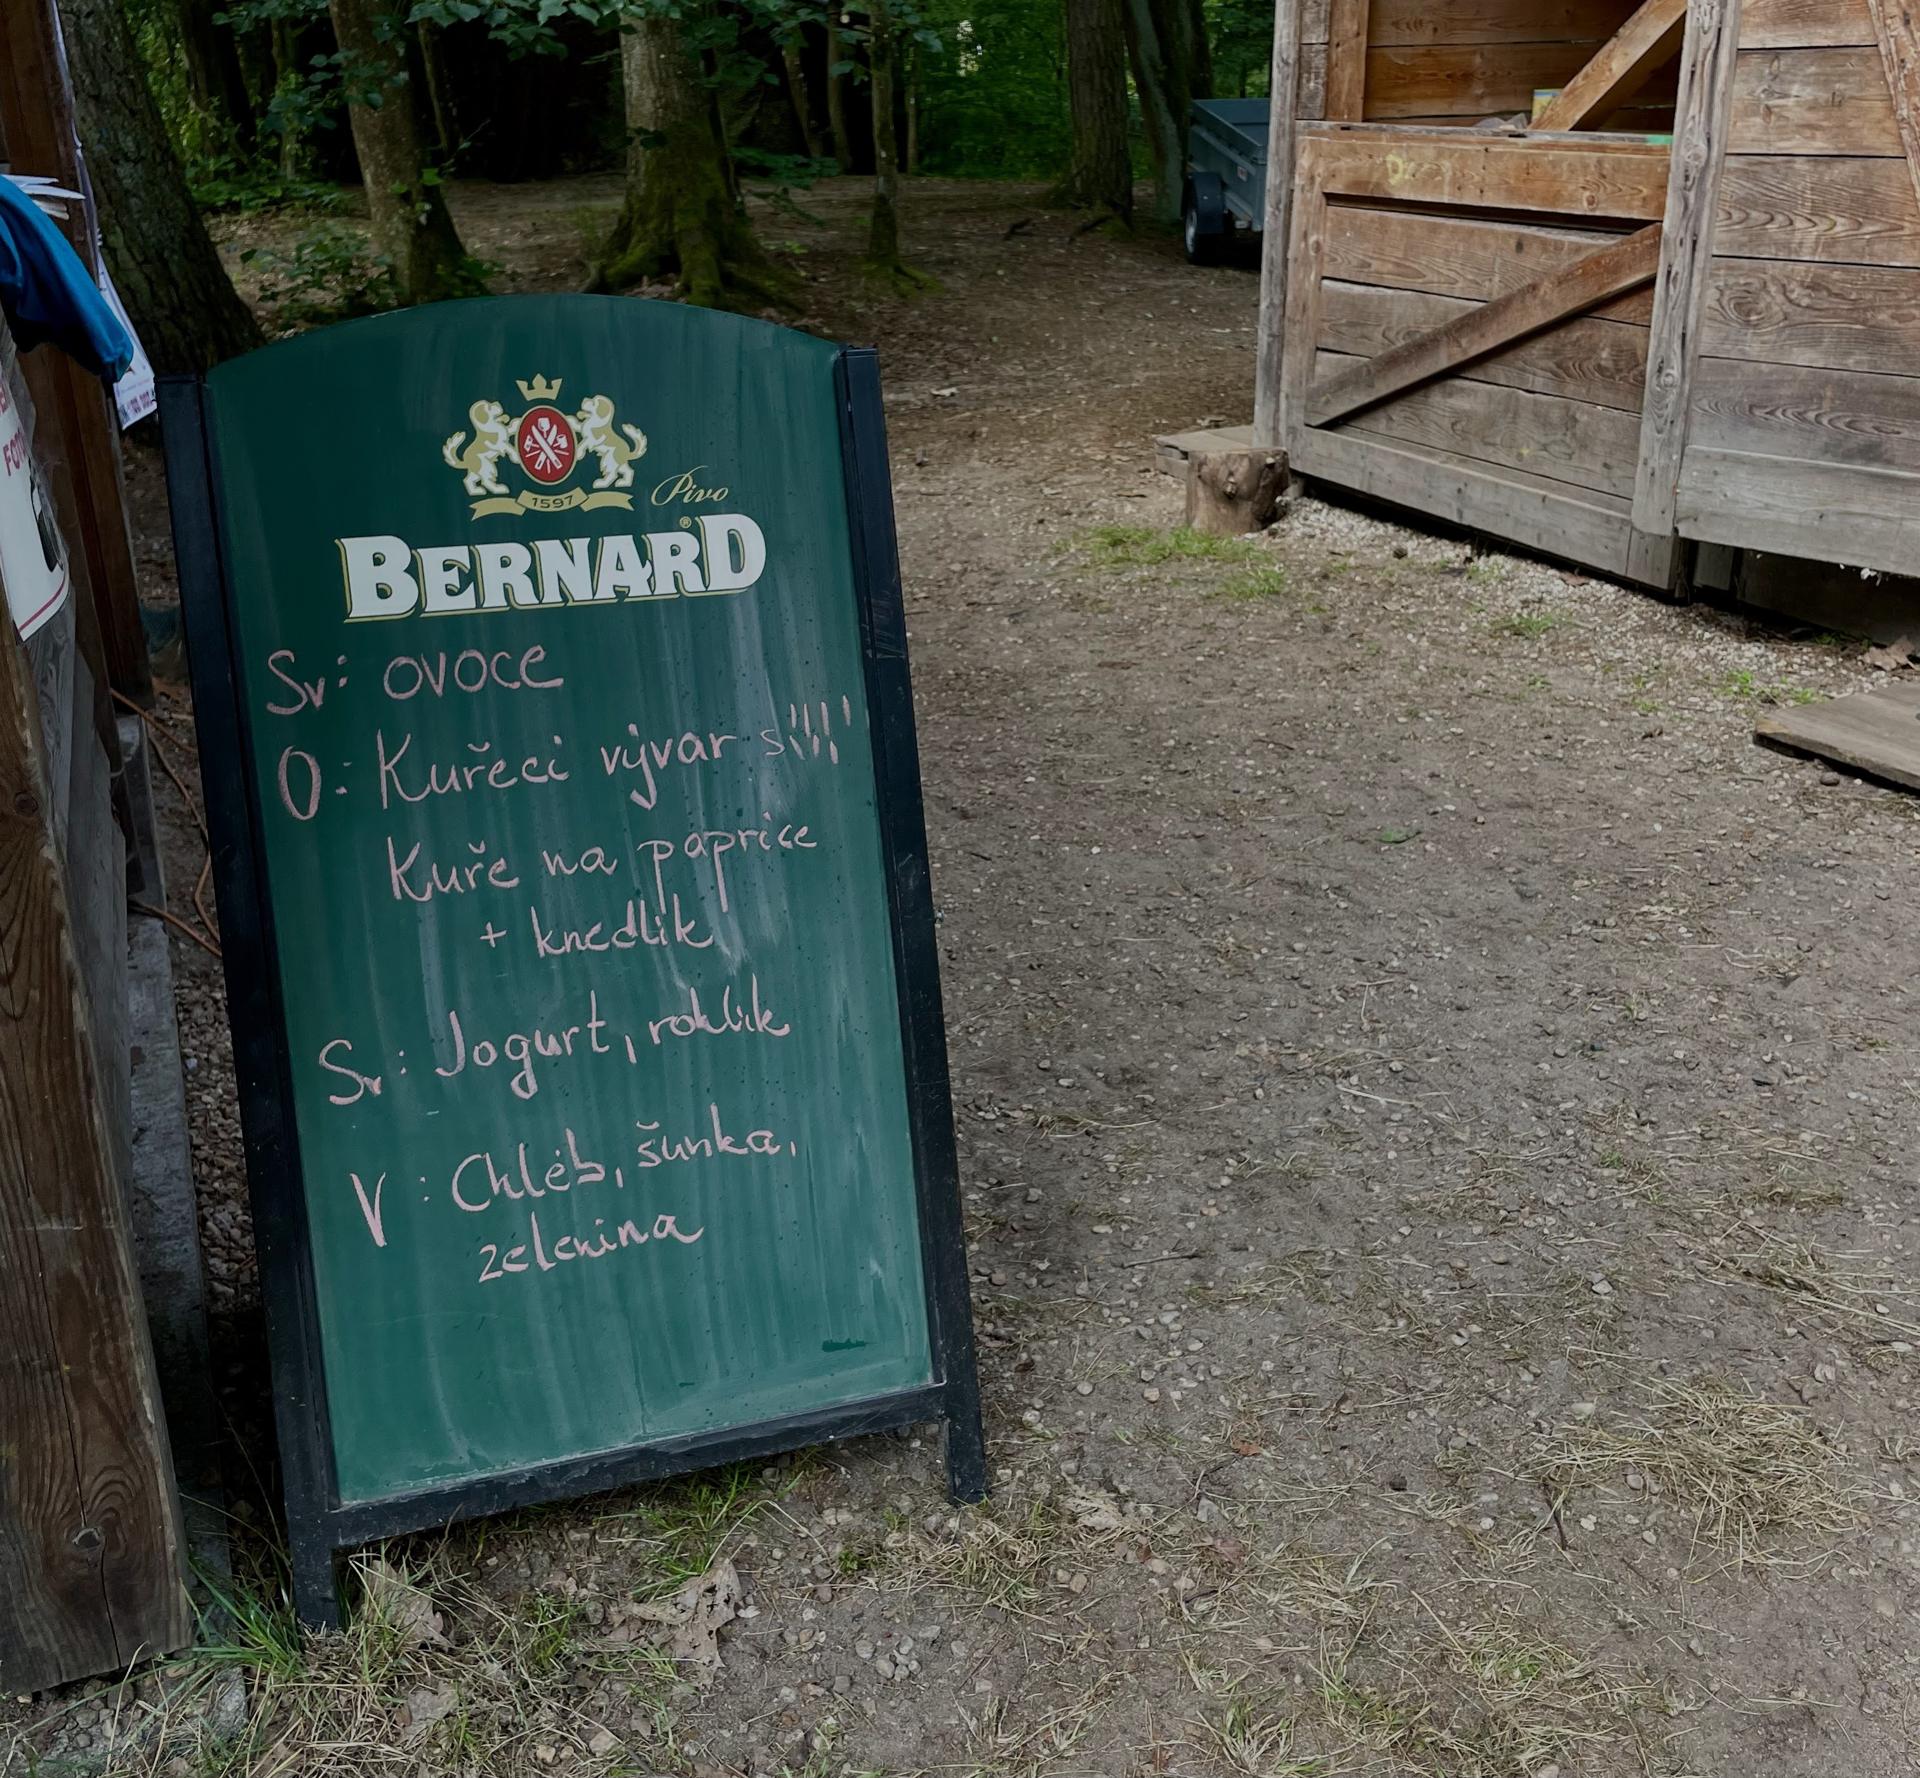 1597
Pivo
BERNARD®
Sv: ovoce
O: Kuřecí vývar s
Kuře na paprice
+ knedlík
Sv: Jogurt, rohlík
V: Chléb, šunka,
zelenina